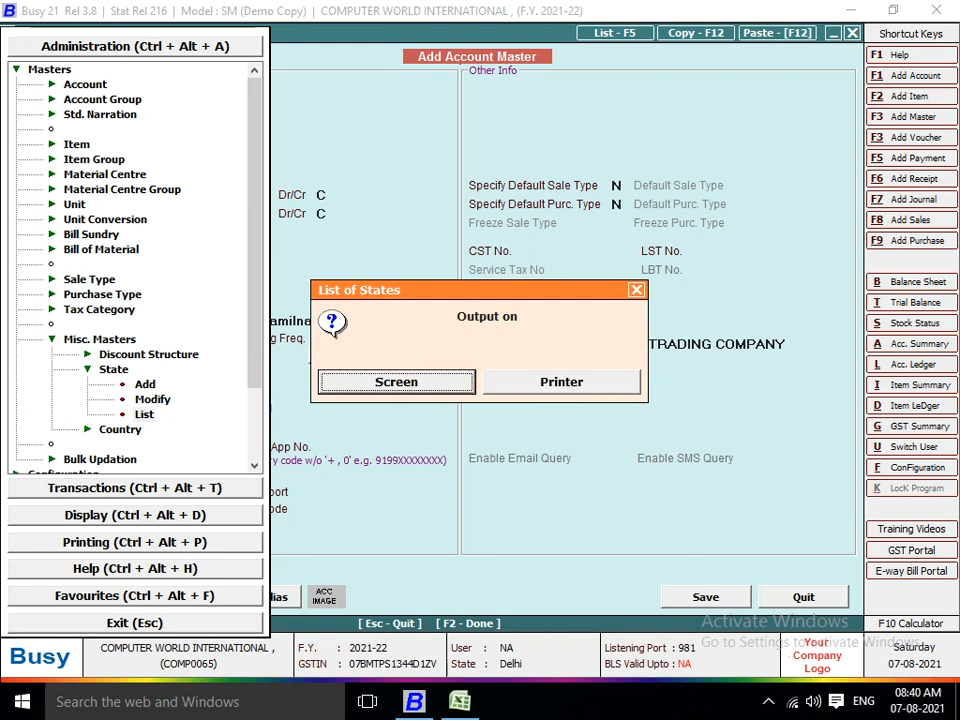 Busy 21 Rel 3.8 | Stat Rel 216 | Model : SM (Demo Copy) | COMPUTER WORLD INTERNATIONAL , (F.Y. 2021-22)
Administration (Ctrl + Alt + A)
Masters
Account
Account Group
Std. Narration
Item
Item Group
Material Centre
Material Centre Group
Unit
Unit Conversion
Bill Sundry
Bill of Material
Sale Type
Purchase Type
Tax Category
Misc. Masters
Discount Structure
State
Add
Modify
List
Country
Bulk Updation
Transactions (Ctrl + Alt + T)
Display (Ctrl + Alt + D)
Printing (Ctrl + Alt + P)
Help (Ctrl + Alt + H)
Favourites (Ctrl + Alt + F)
Exit (Esc)
List - F5
Copy - F12
Paste - [F12]
Add Account Master
Other Info
Dr/Cr C
Dr/Cr C
Specify Default Sale Type N Default Sale Type
Specify Default Purc. Type N Default Purc. Type
Freeze Sale Type Freeze Purc. Type
CST No. LST No.
Service Tax No LBT No.
List of States
Output on
Screen
Printer
TRADING COMPANY
App No.
y code w/o '+ , 0' e.g. 9199XXXXXXXX)
Enable Email Query Enable SMS Query
ACC
IMAGE
Save
Quit
[ Esc - Quit ] [ F2 - Done ]
Shortcut Keys
F1 Help
F1 Add Account
F2 Add Item
F3 Add Master
F3 Add Voucher
F5 Add Payment
F6 Add Receipt
F7 Add Journal
F8 Add Sales
F9 Add Purchase
B Balance Sheet
T Trial Balance
S Stock Status
A Acc. Summary
L Acc. Ledger
I Item Summary
D Item LeDger
G GST Summary
U Switch User
F Configuration
K LocK Program
Training Videos
GST Portal
E-way Bill Portal
F10 Calculator
Activate Windows
Go to Settings to activate Windows.
Busy
COMPUTER WORLD INTERNATIONAL ,
(COMP0065)
F.Y. : 2021-22
GSTIN : 07BMTPS1344D1ZV
User : NA
State : Delhi
Listening Port : 981
BLS Valid Upto : NA
Your
Company
Logo
Saturday
07-08-2021
Search the web and Windows
ENG
08:40 AM
07-08-2021